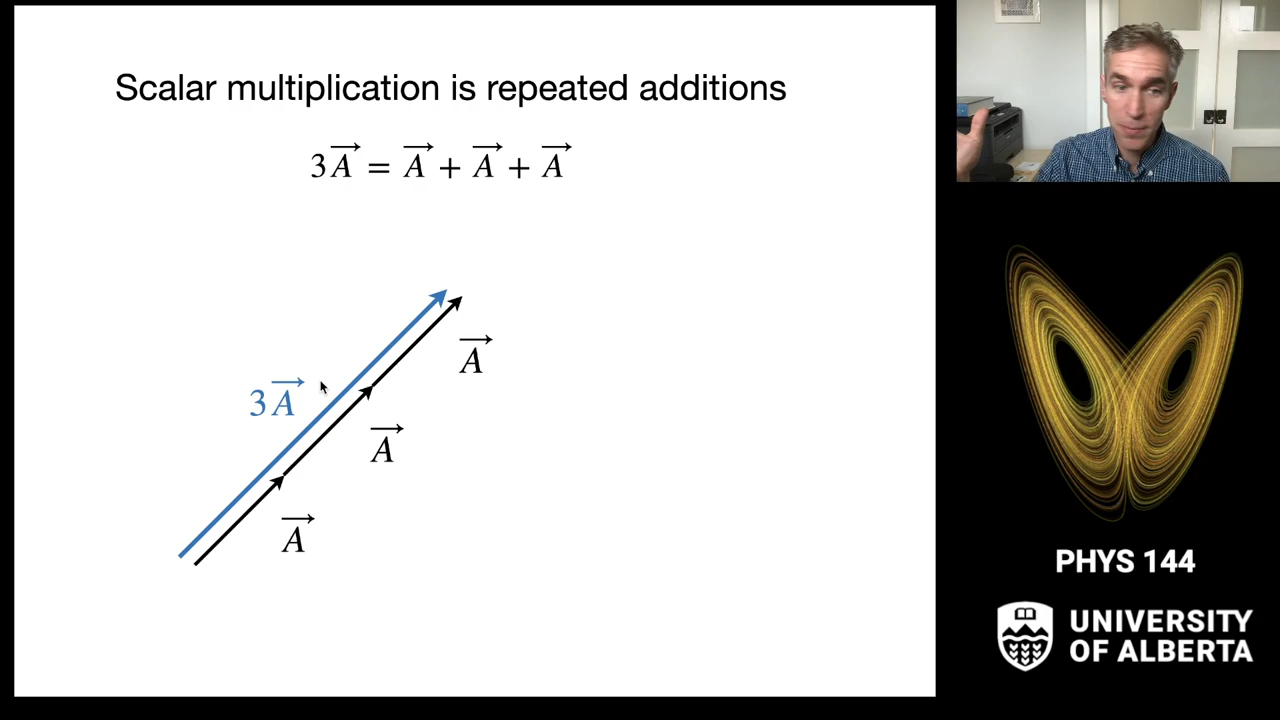 Scalar multiplication is repeated additions
3A⃗ = A⃗ + A⃗ + A⃗
A⃗
3A⃗
A⃗
A⃗
PHYS 144
UNIVERSITY
OF ALBERTA